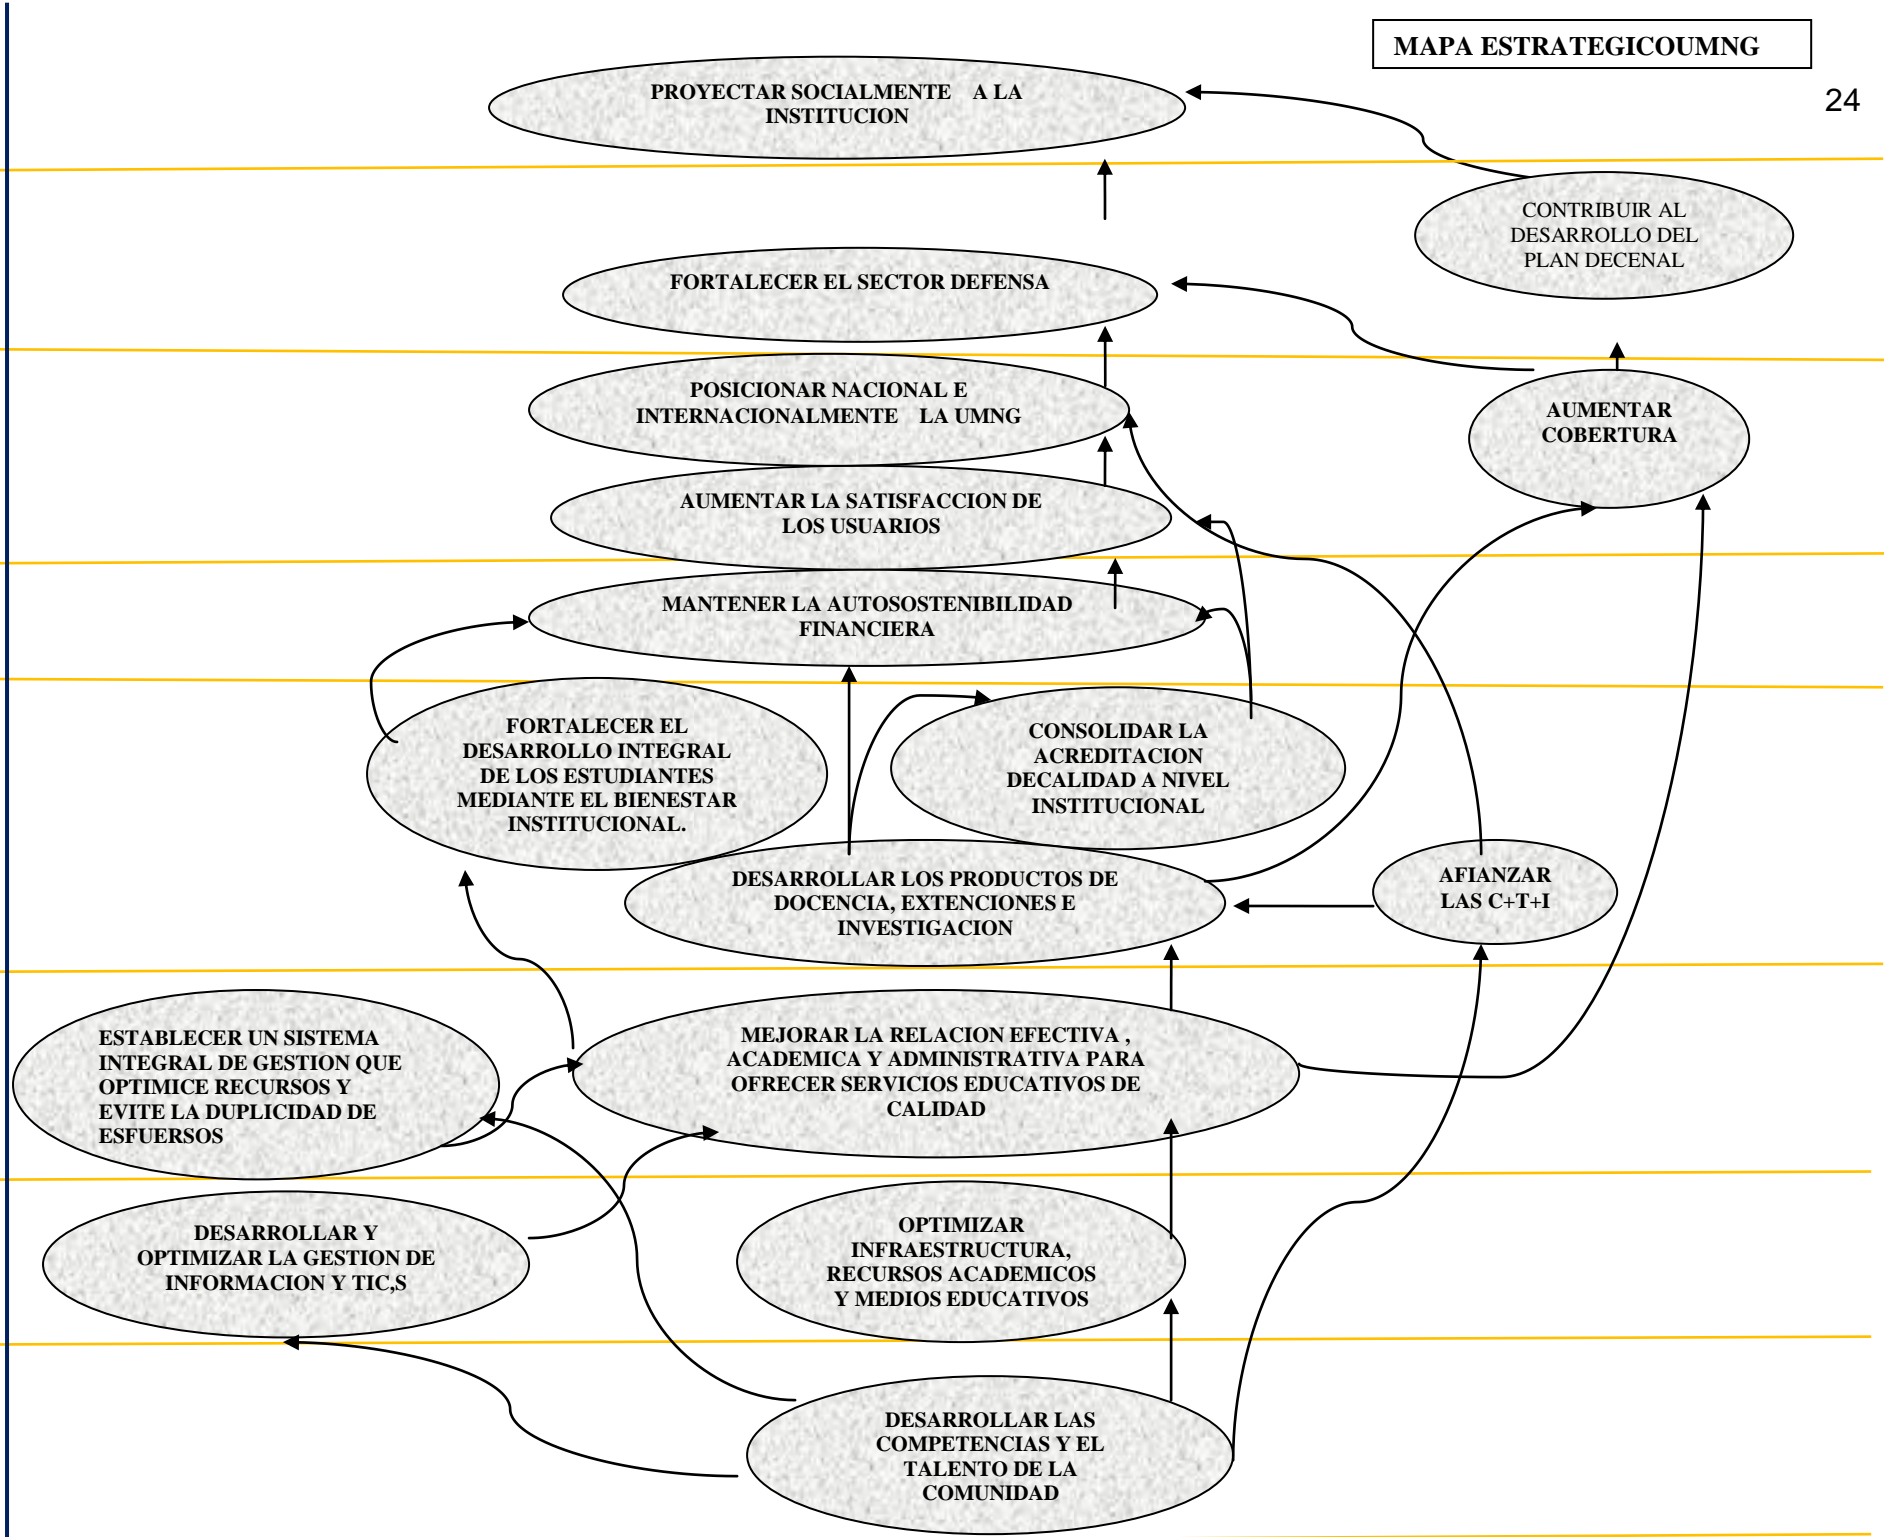 MAPA ESTRATEGICOUMNG
24
PROYECTAR SOCIALMENTE A LA
INSTITUCION
CONTRIBUIR AL
DESARROLLO DEL
PLAN DECENAL
FORTALECER EL SECTOR DEFENSA
POSICIONAR NACIONAL E
INTERNACIONALMENTE LA UMNG
AUMENTAR
COBERTURA
AUMENTAR LA SATISFACCION DE
LOS USUARIOS
MANTENER LA AUTOSOSTENIBILIDAD
FINANCIERA
FORTALECER EL
DESARROLLO INTEGRAL
DE LOS ESTUDIANTES
MEDIANTE EL BIENESTAR
INSTITUCIONAL.
CONSOLIDAR LA
ACREDITACION
DECALIDAD A NIVEL
INSTITUCIONAL
DESARROLLAR LOS PRODUCTOS DE
DOCENCIA, EXTENCIONES E
INVESTIGACION
AFIANZAR
LAS C+T+I
ESTABLECER UN SISTEMA
INTEGRAL DE GESTION QUE
OPTIMICE RECURSOS Y
EVITE LA DUPLICIDAD DE
ESFUERSOS
MEJORAR LA RELACION EFECTIVA ,
ACADEMICA Y ADMINISTRATIVA PARA
OFRECER SERVICIOS EDUCATIVOS DE
CALIDAD
DESARROLLAR Y
OPTIMIZAR LA GESTION DE
INFORMACION Y TIC,S
OPTIMIZAR
INFRAESTRUCTURA,
RECURSOS ACADEMICOS
Y MEDIOS EDUCATIVOS
DESARROLLAR LAS
COMPETENCIAS Y EL
TALENTO DE LA
COMUNIDAD